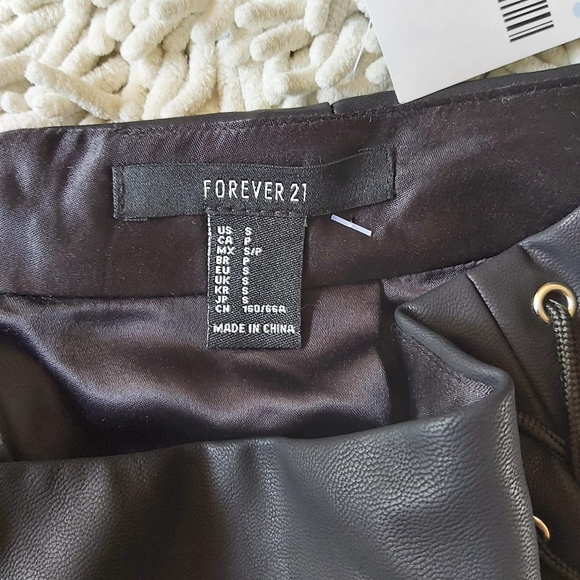 FOREVER 21
US S
CA P
MX S/P
BR P
EU S
UK S
KR S
JP S
CN 160/66A
MADE IN CHINA